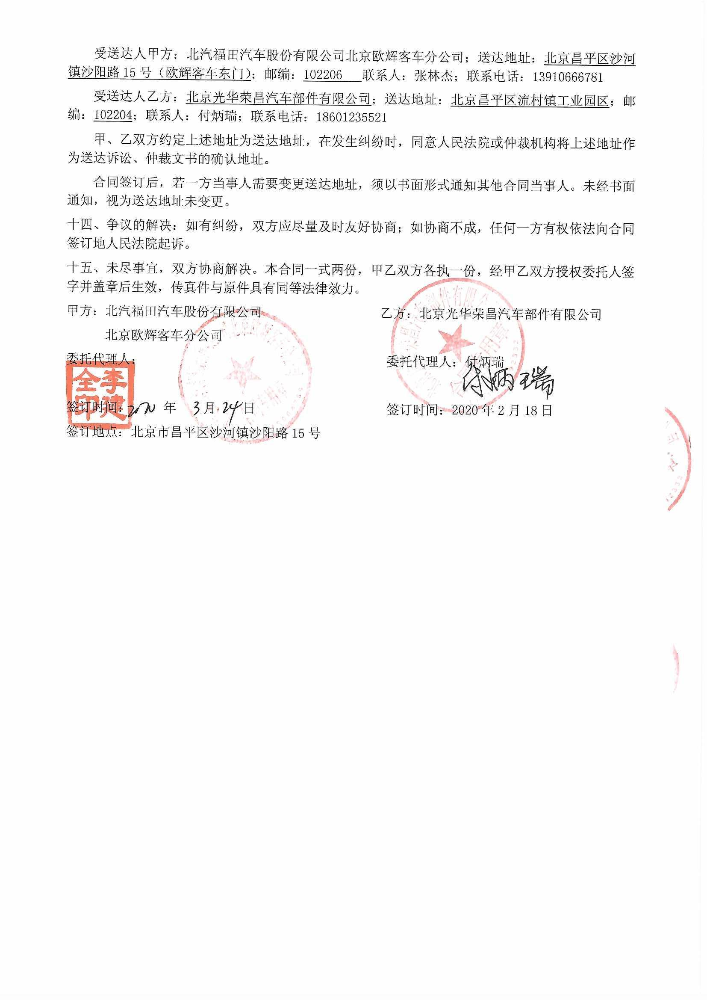 受送达人甲方：北汽福田汽车股份有限公司北京欧辉客车分公司；送达地址：北京昌平区沙河
镇沙阳路 15 号（欧辉客车东门）；邮编：102206 联系人：张林杰；联系电话：13910666781
受送达人乙方：北京光华荣昌汽车部件有限公司；送达地址：北京昌平区流村镇工业园区；邮
编：102204；联系人：付炳瑞；联系电话：18601235521
甲、乙双方约定上述地址为送达地址，在发生纠纷时，同意人民法院或仲裁机构将上述地址作
为送达诉讼、仲裁文书的确认地址。
合同签订后，若一方当事人需要变更送达地址，须以书面形式通知其他合同当事人。未经书面
通知，视为送达地址未变更。
十四、争议的解决：如有纠纷，双方应尽量及时友好协商；如协商不成，任何一方有权依法向合同
签订地人民法院起诉。
十五、未尽事宜，双方协商解决。本合同一式两份，甲乙双方各执一份，经甲乙双方授权委托人签
字并盖章后生效，传真件与原件具有同等法律效力。
甲方：北汽福田汽车股份有限公司
北京欧辉客车分公司
委托代理人：
李建全印
签订时间：2020 年 3 月 24 日
签订地点：北京市昌平区沙河镇沙阳路 15 号
乙方：北京光华荣昌汽车部件有限公司
委托代理人：付炳瑞
付炳瑞
签订时间：2020 年 2 月 18 日